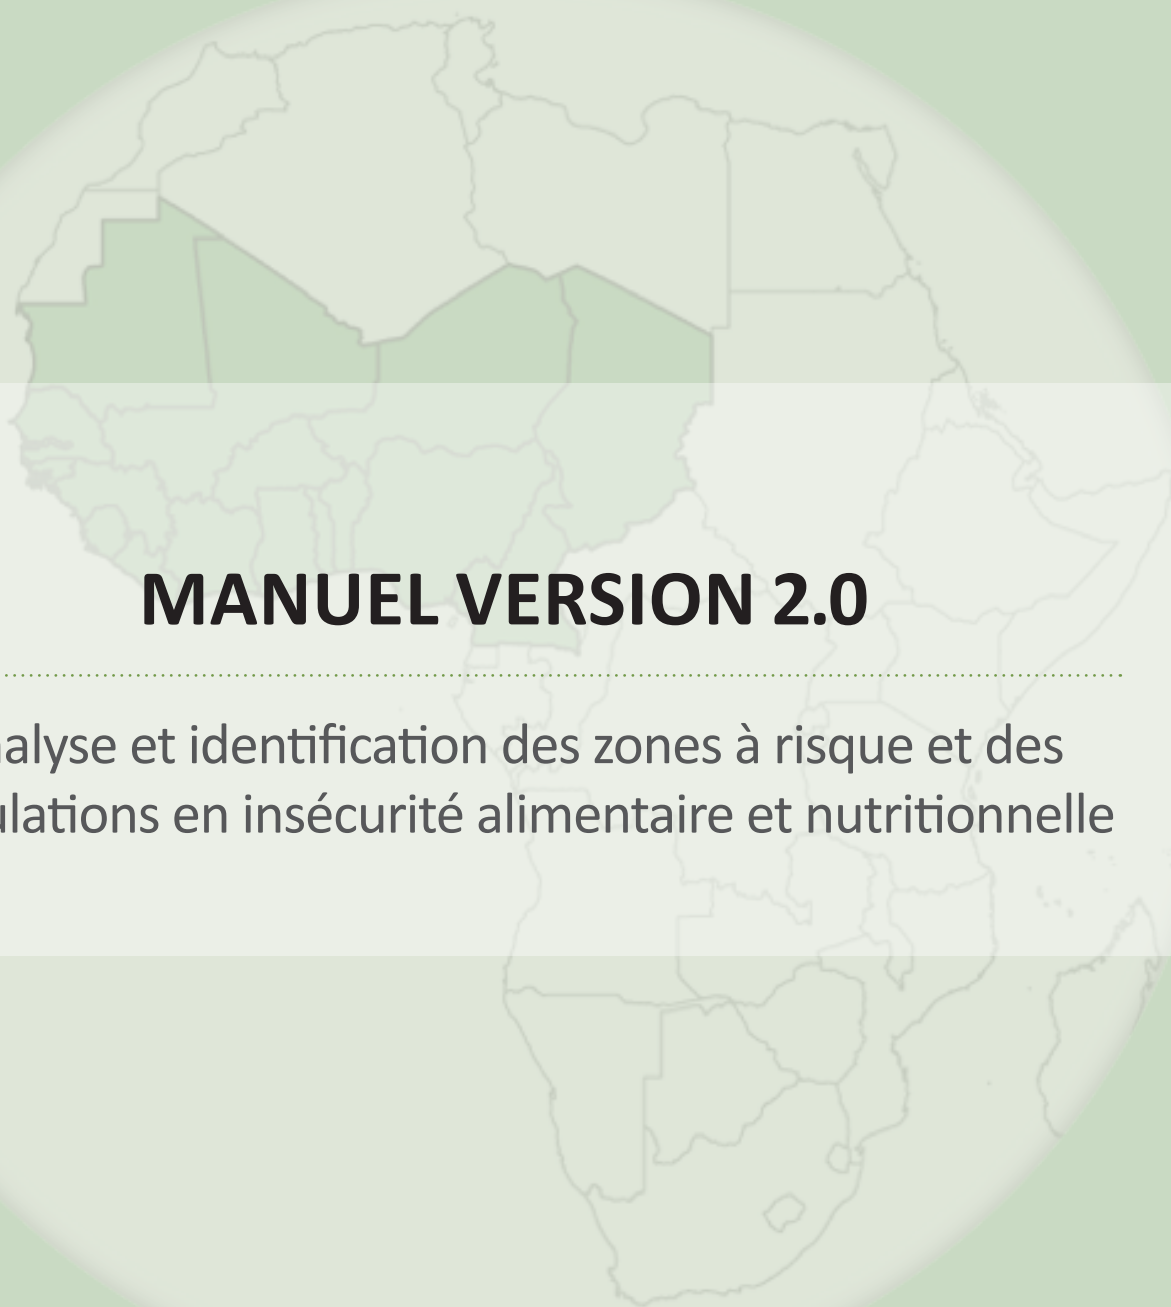 MANUEL VERSION 2.0
alyse et identification des zones à risque et des
ulations en insécurité alimentaire et nutritionnelle